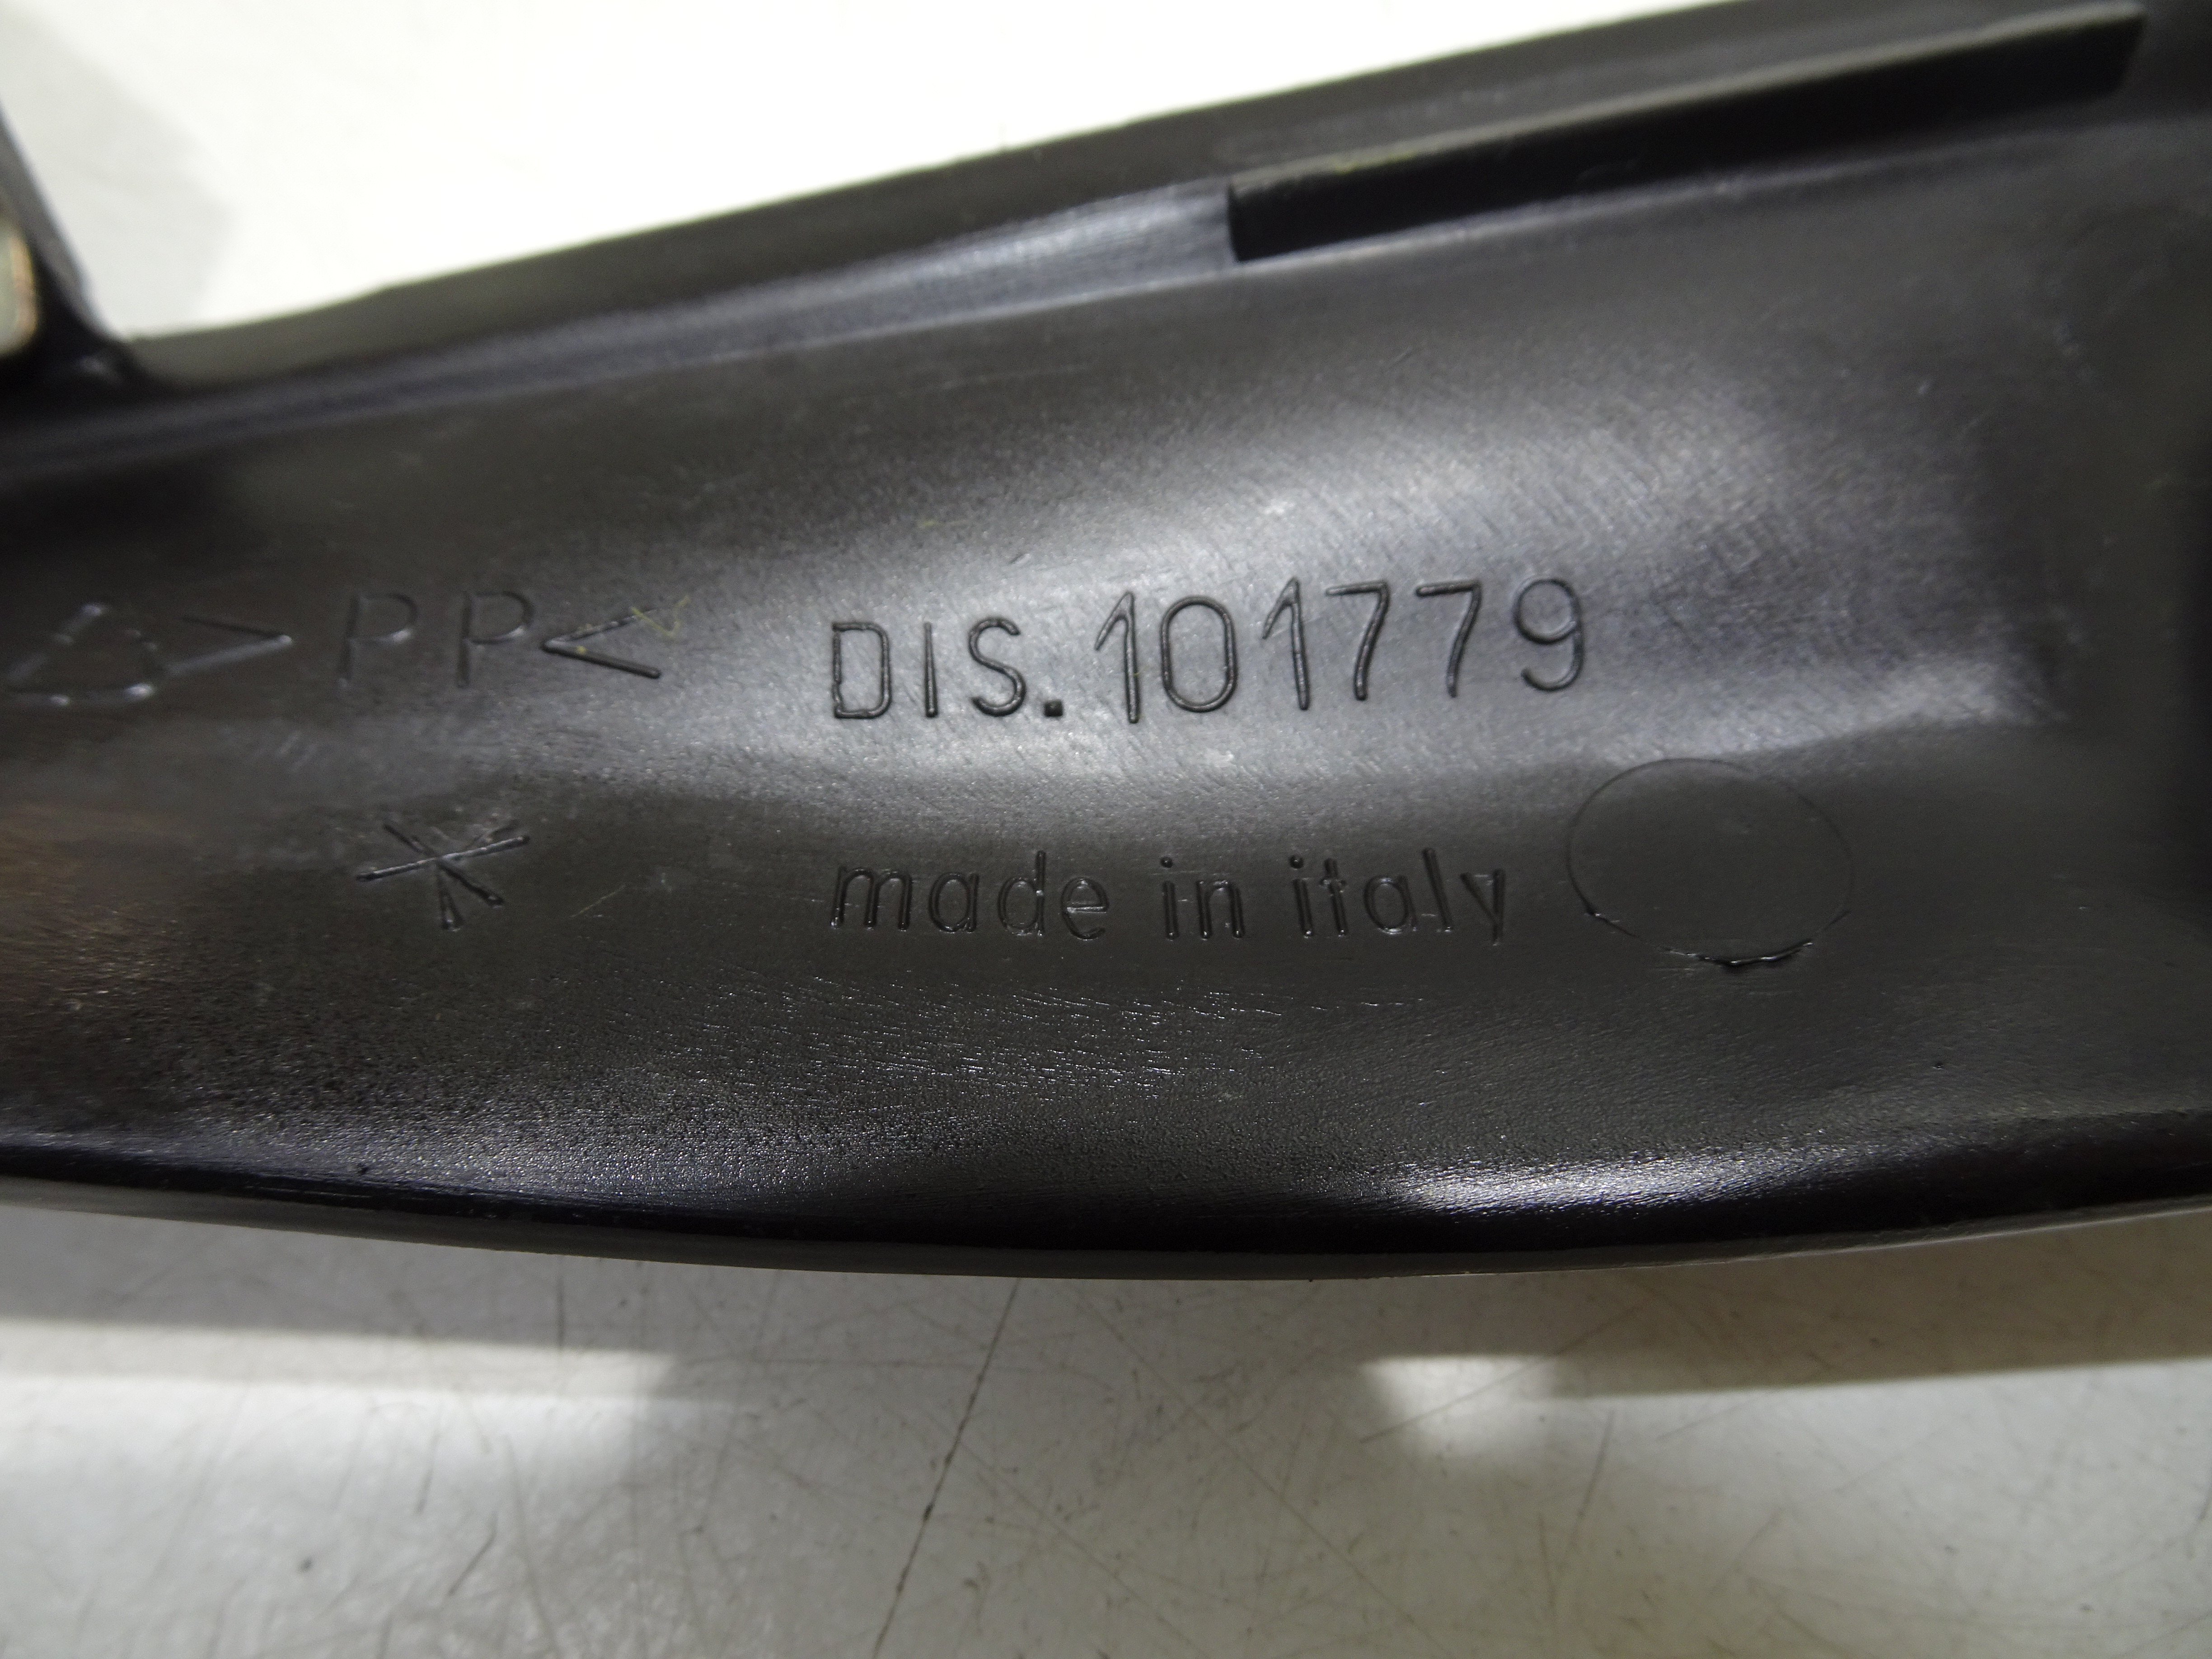 >PP< DIS.101779
made in italy